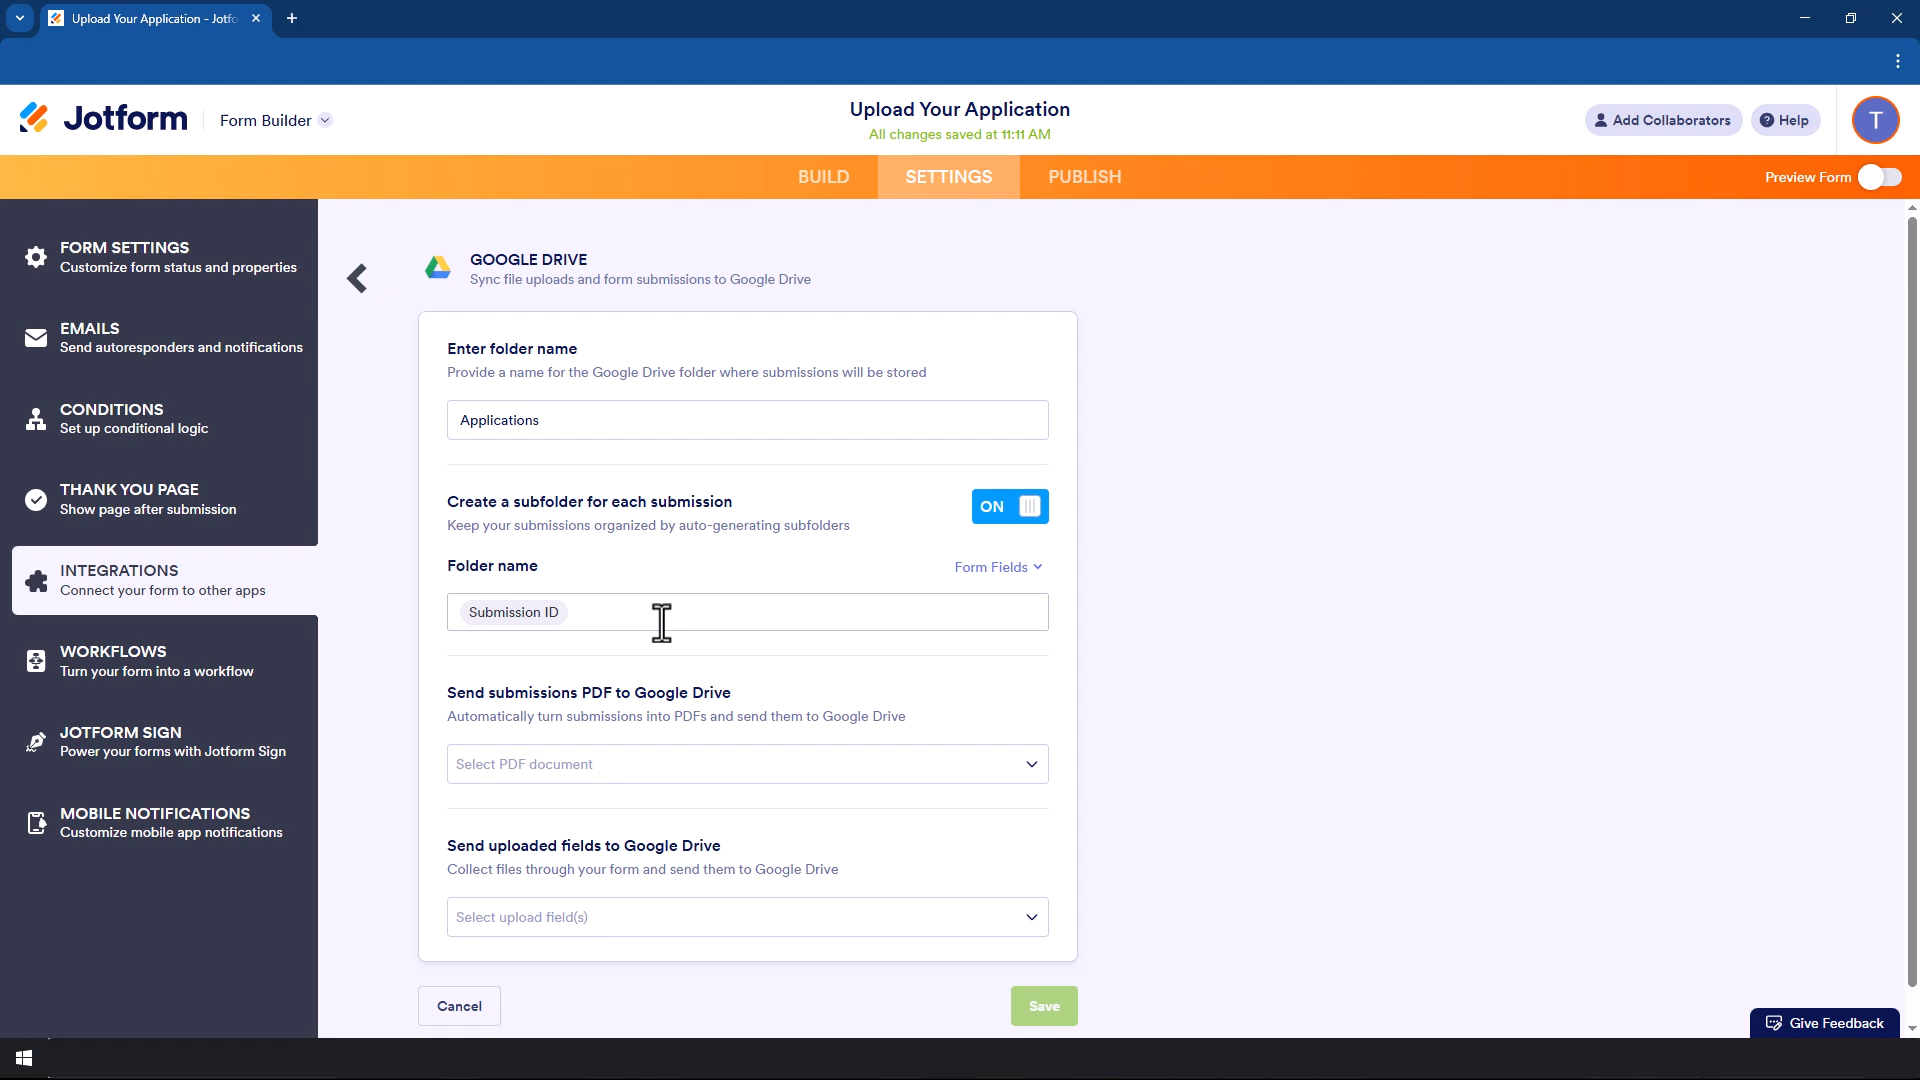 Upload Your Application - Jotfo
Jotform
Form Builder
Upload Your Application
All changes saved at 11:11 AM
Add Collaborators
Help
T
BUILD
SETTINGS
PUBLISH
Preview Form
FORM SETTINGS
Customize form status and properties
EMAILS
Send autoresponders and notifications
CONDITIONS
Set up conditional logic
THANK YOU PAGE
Show page after submission
INTEGRATIONS
Connect your form to other apps
WORKFLOWS
Turn your form into a workflow
JOTFORM SIGN
Power your forms with Jotform Sign
MOBILE NOTIFICATIONS
Customize mobile app notifications
GOOGLE DRIVE
Sync file uploads and form submissions to Google Drive
Enter folder name
Provide a name for the Google Drive folder where submissions will be stored
Applications
Create a subfolder for each submission
Keep your submissions organized by auto-generating subfolders
ON
Folder name
Form Fields
Submission ID
Send submissions PDF to Google Drive
Automatically turn submissions into PDFs and send them to Google Drive
Select PDF document
Send uploaded fields to Google Drive
Collect files through your form and send them to Google Drive
Select upload field(s)
Cancel
Save
Give Feedback